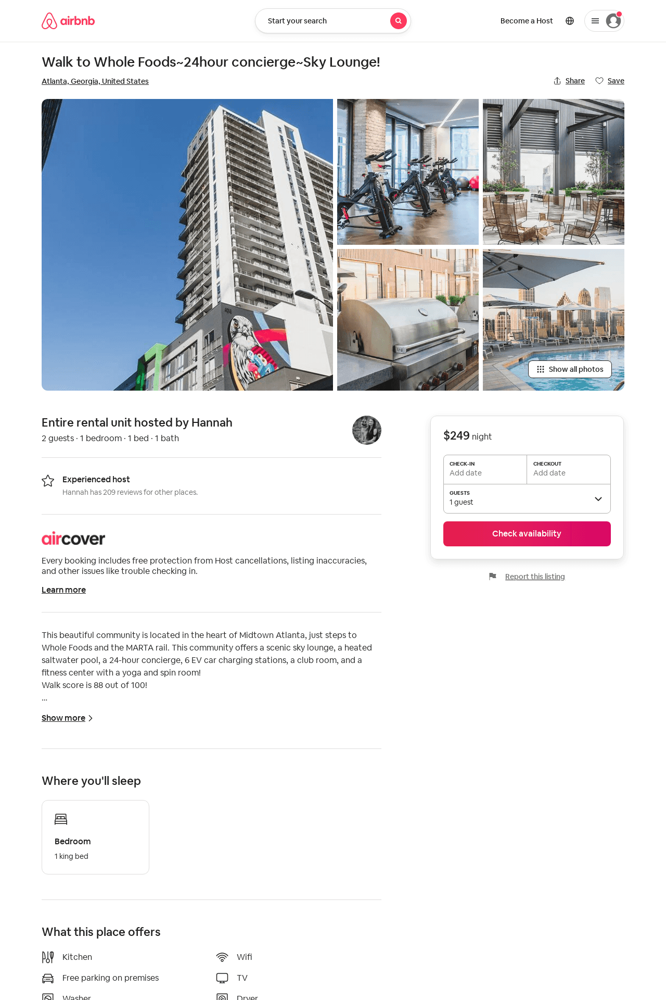 airbnb
Start your search
Become a Host
Walk to Whole Foods~24hour concierge~Sky Lounge!
Atlanta, Georgia, United States
Share
Save
Show all photos
Entire rental unit hosted by Hannah
2 guests · 1 bedroom · 1 bed · 1 bath
Experienced host
Hannah has 209 reviews for other places.
aircover
Every booking includes free protection from Host cancellations, listing inaccuracies,
and other issues like trouble checking in.
Learn more
This beautiful community is located in the heart of Midtown Atlanta, just steps to
Whole Foods and the MARTA rail. This community offers a scenic sky lounge, a heated
saltwater pool, a 24-hour concierge, 6 EV car charging stations, a club room, and a
fitness center with a yoga and spin room!
Walk score is 88 out of 100!
...
Show more
Where you'll sleep
Bedroom
1 king bed
What this place offers
Kitchen
Wifi
Free parking on premises
TV
Washer
Dryer
$249 night
CHECK-IN
Add date
CHECKOUT
Add date
GUESTS
1 guest
Check availability
Report this listing